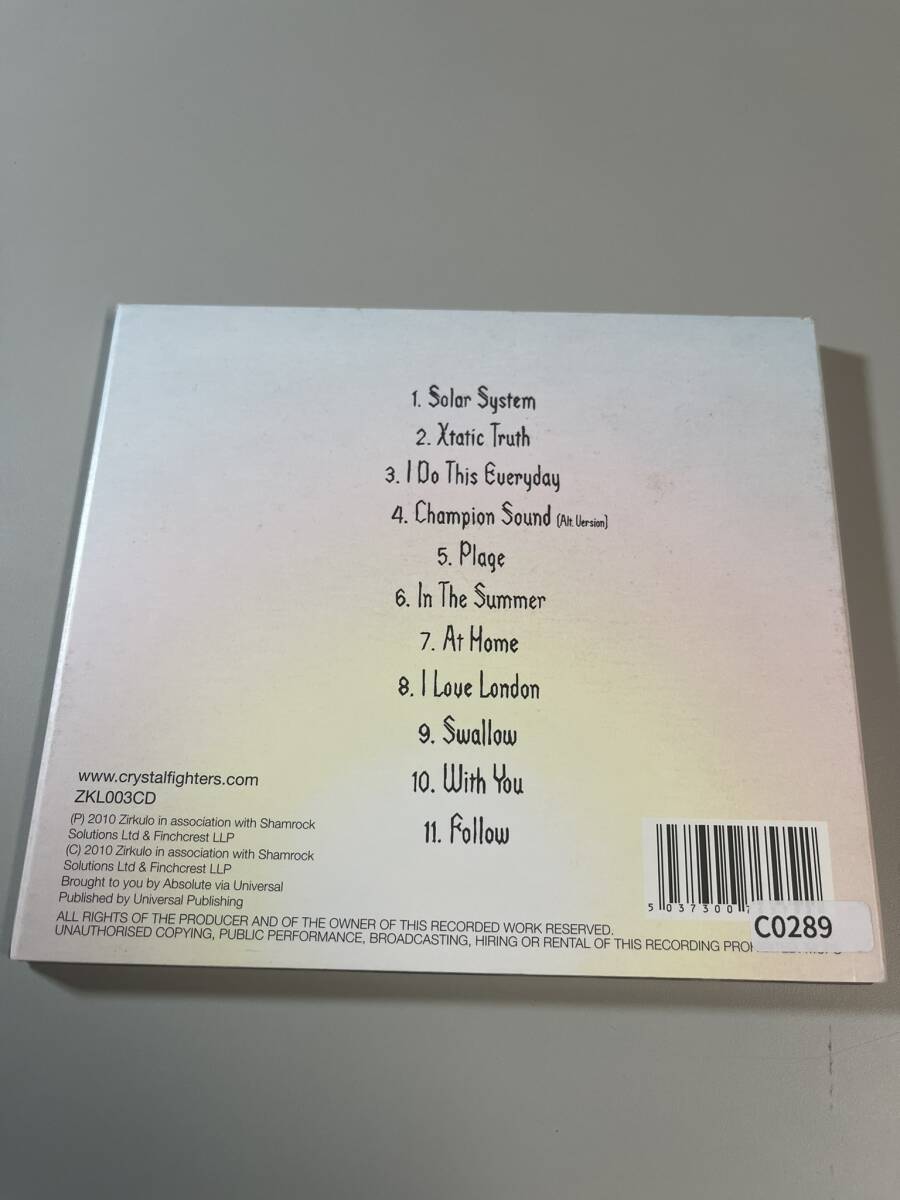 1. Solar System
2. Xtatic Truth
3. I Do This Everyday
4. Champion Sound (Alt. Version)
5. Plage
6. In The Summer
7. At Home
8. I Love London
9. Swallow
10. With You
11. Follow
www.crystalfighters.com
ZKL003CD
(P) 2010 Zirkulo in association with Shamrock
Solutions Ltd & Finchcrest LLP
(C) 2010 Zirkulo in association with Shamrock
Solutions Ltd & Finchcrest LLP
Brought to you by Absolute via Universal
Published by Universal Publishing
ALL RIGHTS OF THE PRODUCER AND OF THE OWNER OF THIS RECORDED WORK RESERVED.
UNAUTHORISED COPYING, PUBLIC PERFORMANCE, BROADCASTING, HIRING OR RENTAL OF THIS RECORDING
5 037300 7
C0289